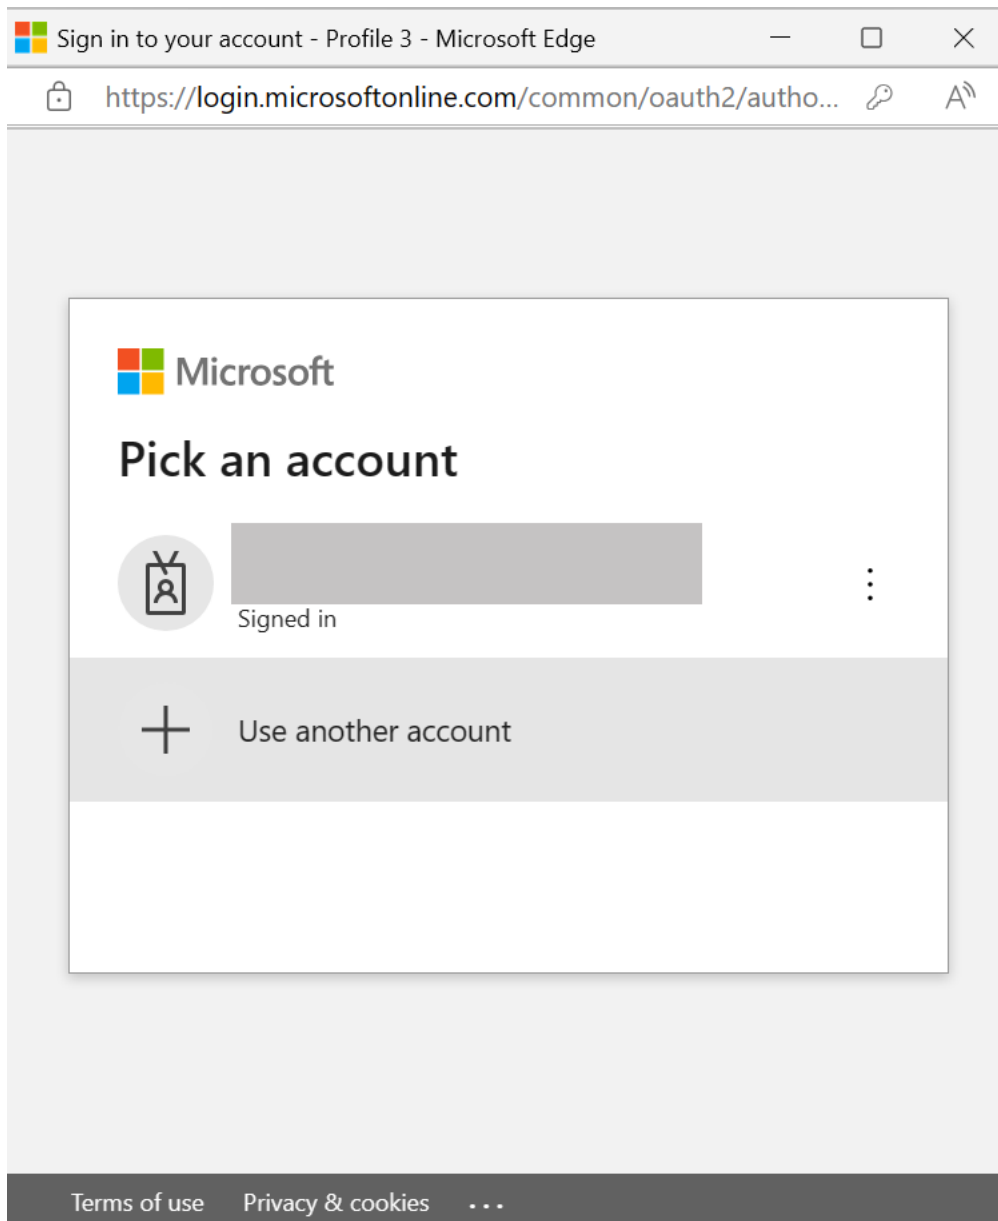 Sign in to your account - Profile 3 - Microsoft Edge
https://login.microsoftonline.com/common/oauth2/autho...
Microsoft
Pick an account
Signed in
Use another account
Terms of use Privacy & cookies ...